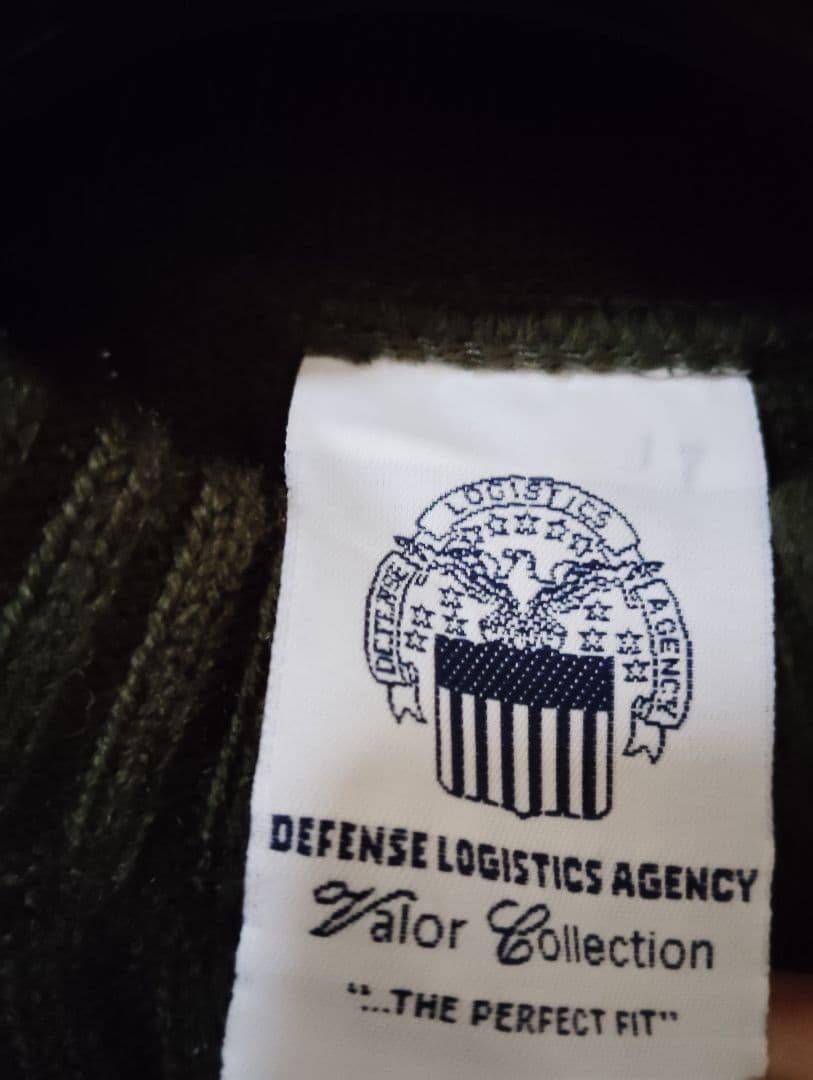 LOGISTICS
DEFENSE
AGENCY
DEFENSE LOGISTICS AGENCY
Valor Collection
"...THE PERFECT FIT"